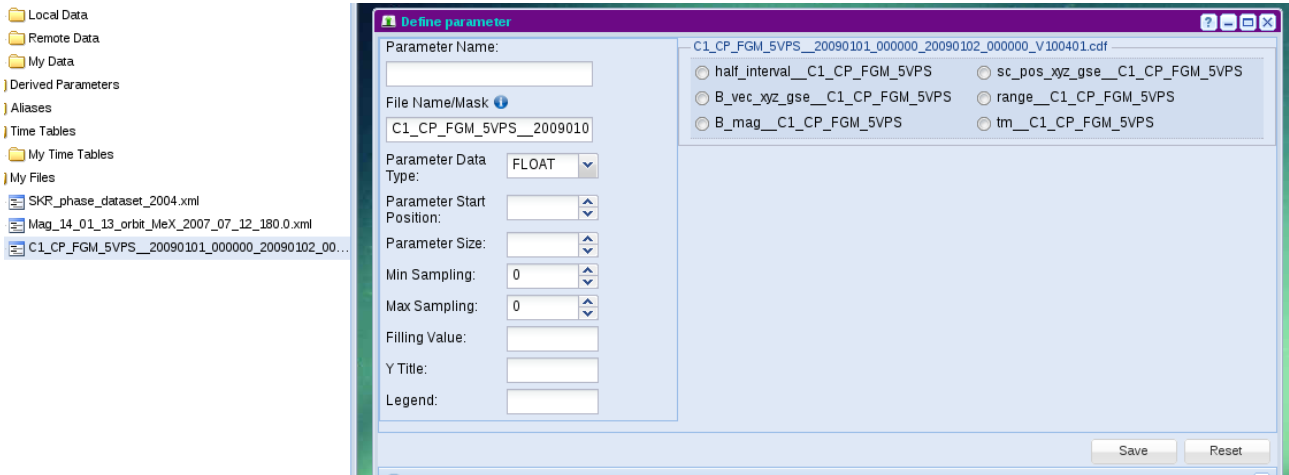 Local Data
Remote Data
My Data
Derived Parameters
Aliases
Time Tables
My Time Tables
My Files
SKR_phase_dataset_2004.xml
Mag_14_01_13_orbit_MeX_2007_07_12_180.0.xml
C1_CP_FGM_5VPS__20090101_000000_20090102_00...
Define parameter
Parameter Name:
File Name/Mask
C1_CP_FGM_5VPS__2009010
Parameter Data Type: FLOAT
Parameter Start Position:
Parameter Size:
Min Sampling: 0
Max Sampling: 0
Filling Value:
Y Title:
Legend:
C1_CP_FGM_5VPS__20090101_000000_20090102_000000_V100401.cdf
half_interval__C1_CP_FGM_5VPS sc_pos_xyz_gse__C1_CP_FGM_5VPS
B_vec_xyz_gse__C1_CP_FGM_5VPS range__C1_CP_FGM_5VPS
B_mag__C1_CP_FGM_5VPS tm__C1_CP_FGM_5VPS
Save Reset